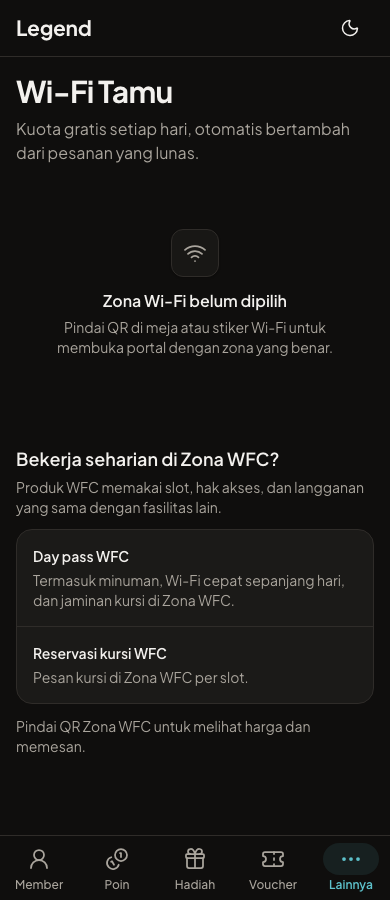 Legend
Wi-Fi Tamu
Kuota gratis setiap hari, otomatis bertambah
dari pesanan yang lunas.
Zona Wi-Fi belum dipilih
Pindai QR di meja atau stiker Wi-Fi untuk
membuka portal dengan zona yang benar.
Bekerja seharian di Zona WFC?
Produk WFC memakai slot, hak akses, dan langganan
yang sama dengan fasilitas lain.
Day pass WFC
Termasuk minuman, Wi-Fi cepat sepanjang hari,
dan jaminan kursi di Zona WFC.
Reservasi kursi WFC
Pesan kursi di Zona WFC per slot.
Pindai QR Zona WFC untuk melihat harga dan
memesan.
Member
Poin
Hadiah
Voucher
Lainnya